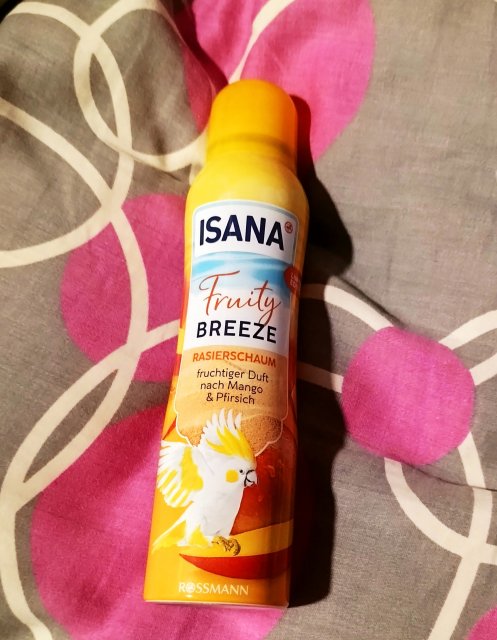 ISANA
Fruity
BREEZE
RASIERSCHAUM
fruchtiger Duft
nach Mango
& Pfirsich
ROSSMANN